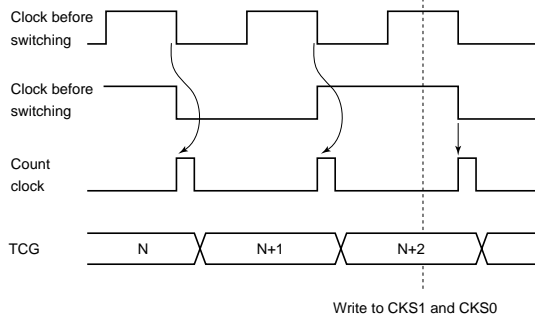 Clock before
switching
Clock before
switching
Count
clock
TCG N N+1 N+2
Write to CKS1 and CKS0